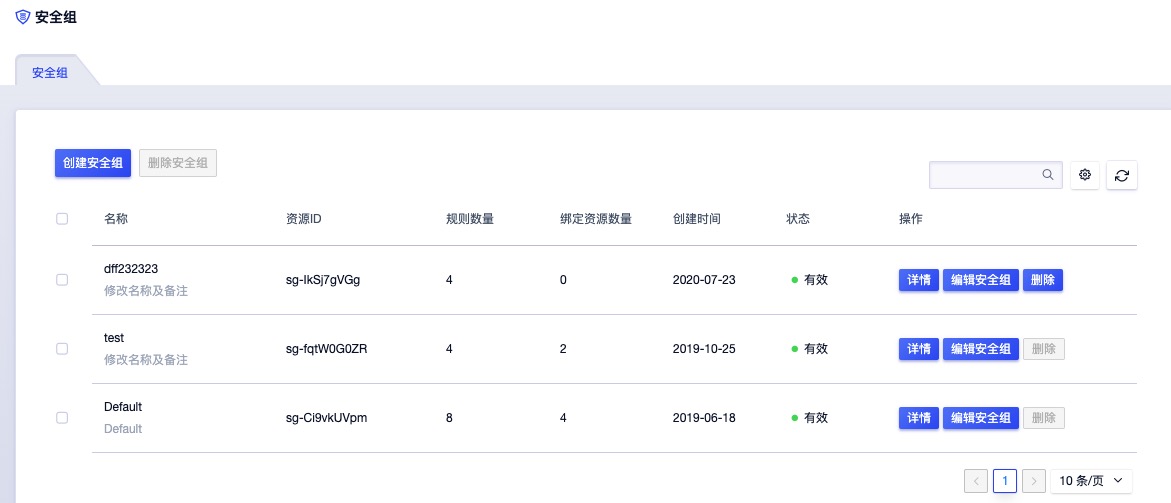 安全组
安全组
创建安全组 删除安全组
名称 资源ID 规则数量 绑定资源数量 创建时间 状态 操作
dff232323
修改名称及备注
sg-IkSj7gVGg 4 0 2020-07-23 有效 详情 编辑安全组 删除
test
修改名称及备注
sg-fqtW0G0ZR 4 2 2019-10-25 有效 详情 编辑安全组 删除
Default
Default
sg-Ci9vkUVpm 8 4 2019-06-18 有效 详情 编辑安全组 删除
1 10 条/页